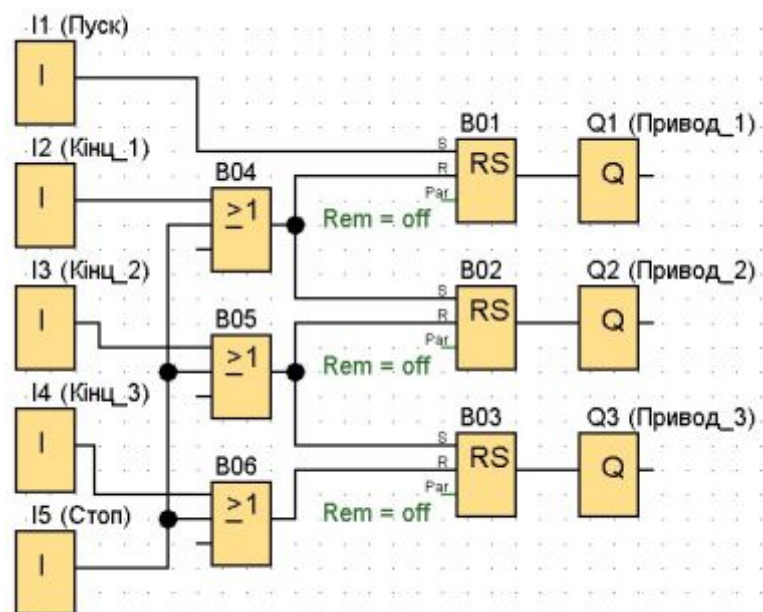 I1 (Пуск)
I
I2 (Кінц_1)
I
I3 (Кінц_2)
I
I4 (Кінц_3)
I
I5 (Стоп)
I
B04
≥1
B05
≥1
B06
≥1
B01
S
R
Par
RS
Rem = off
B02
S
R
Par
RS
Rem = off
B03
S
R
Par
RS
Rem = off
Q1 (Привод_1)
Q
Q2 (Привод_2)
Q
Q3 (Привод_3)
Q